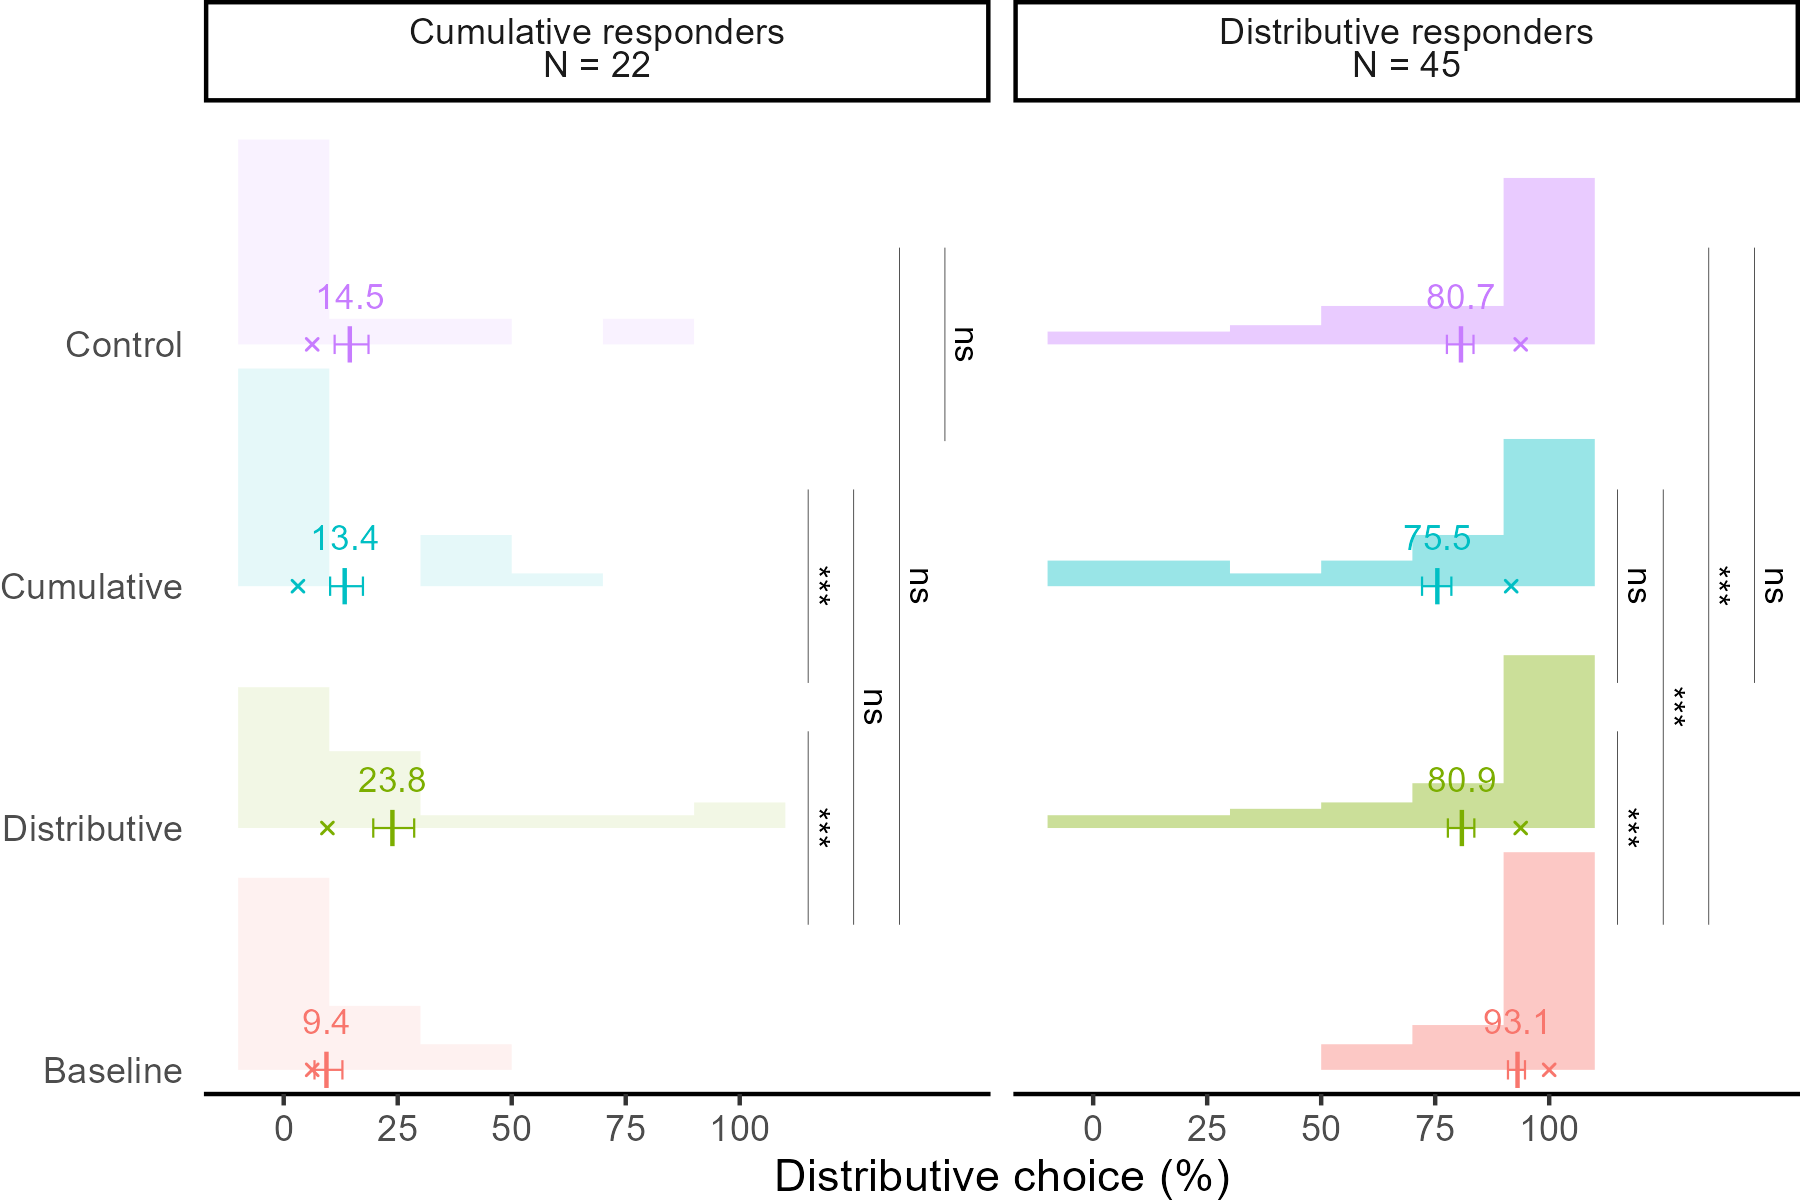 Cumulative responders
N = 22
Distributive responders
N = 45
Control
14.5
ns
80.7
Cumulative
13.4
***
ns
75.5
ns
***
ns
Distributive
23.8
***
ns
80.9
***
***
Baseline
9.4
93.1
0 25 50 75 100
0 25 50 75 100
Distributive choice (%)